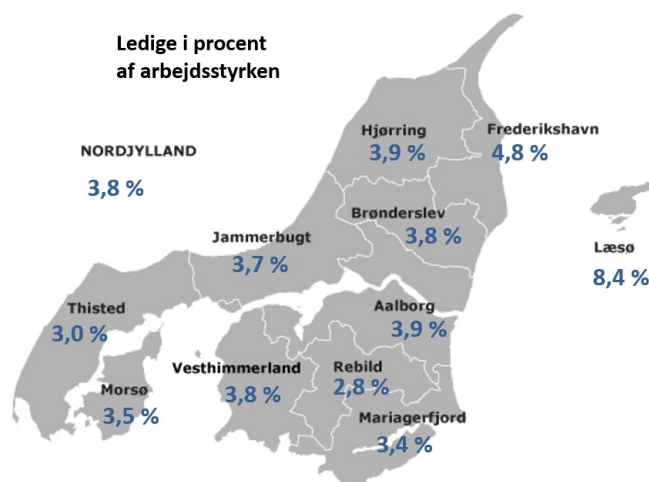 Ledige i procent
af arbejdsstyrken
NORDJYLLAND
3,8 %
Hjørring
3,9 %
Frederikshavn
4,8 %
Brønderslev
3,8 %
Jammerbugt
3,7 %
Læsø
8,4 %
Thisted
3,0 %
Aalborg
3,9 %
Vesthimmerland
3,8 %
Rebild
2,8 %
Morsø
3,5 %
Mariagerfjord
3,4 %